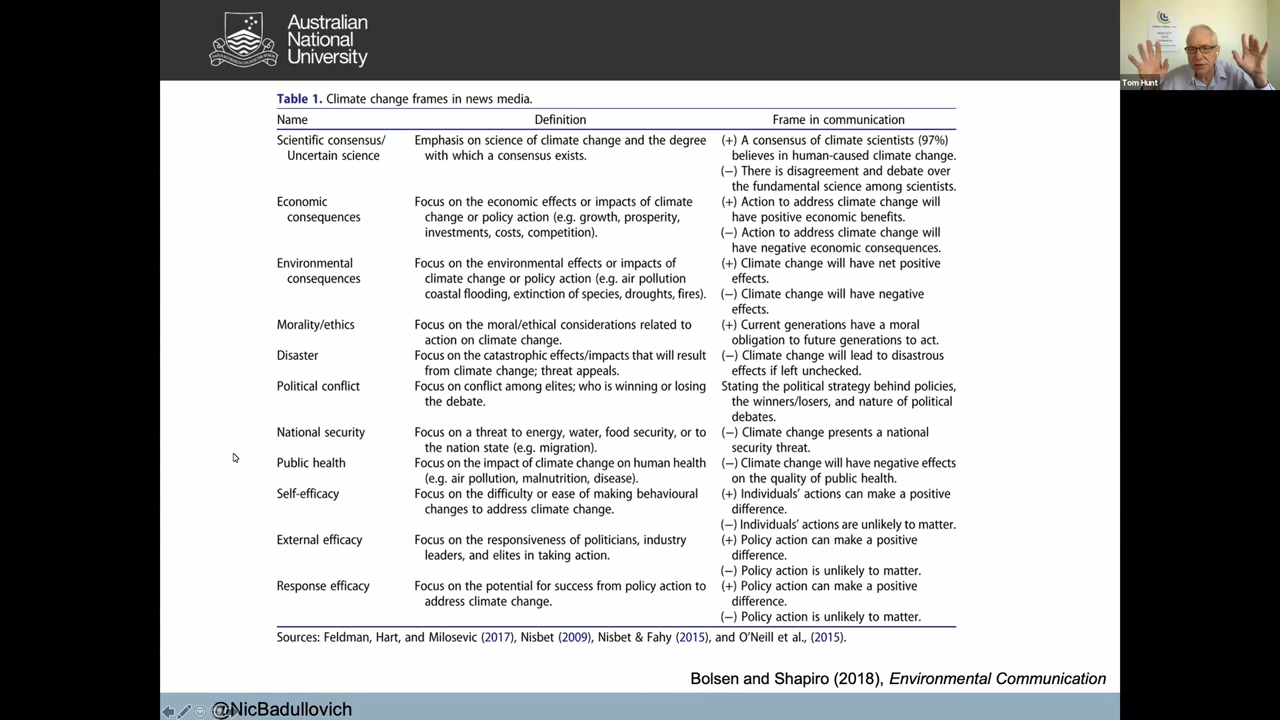 Australian
National
University
Tom Hunt
Table 1. Climate change frames in news media.
Name Definition Frame in communication
Scientific consensus/ Emphasis on science of climate change and the degree (+) A consensus of climate scientists (97%)
Uncertain science with which a consensus exists. believes in human-caused climate change.
(−) There is disagreement and debate over
the fundamental science among scientists.
Economic Focus on the economic effects or impacts of climate (+) Action to address climate change will
consequences change or policy action (e.g. growth, prosperity, have positive economic benefits.
investments, costs, competition). (−) Action to address climate change will
have negative economic consequences.
Environmental Focus on the environmental effects or impacts of (+) Climate change will have net positive
consequences climate change or policy action (e.g. air pollution effects.
coastal flooding, extinction of species, droughts, fires). (−) Climate change will have negative
effects.
Morality/ethics Focus on the moral/ethical considerations related to (+) Current generations have a moral
action on climate change. obligation to future generations to act.
Disaster Focus on the catastrophic effects/impacts that will result (−) Climate change will lead to disastrous
from climate change; threat appeals. effects if left unchecked.
Political conflict Focus on conflict among elites; who is winning or losing Stating the political strategy behind policies,
the debate. the winners/losers, and nature of political
debates.
National security Focus on a threat to energy, water, food security, or to (−) Climate change presents a national
the nation state (e.g. migration). security threat.
Public health Focus on the impact of climate change on human health (−) Climate change will have negative effects
(e.g. air pollution, malnutrition, disease). on the quality of public health.
Self-efficacy Focus on the difficulty or ease of making behavioural (+) Individuals' actions can make a positive
changes to address climate change. difference.
(−) Individuals' actions are unlikely to matter.
External efficacy Focus on the responsiveness of politicians, industry (+) Policy action can make a positive
leaders, and elites in taking action. difference.
(−) Policy action is unlikely to matter.
Response efficacy Focus on the potential for success from policy action to (+) Policy action can make a positive
address climate change. difference.
(−) Policy action is unlikely to matter.
Sources: Feldman, Hart, and Milosevic (2017), Nisbet (2009), Nisbet & Fahy (2015), and O'Neill et al., (2015).
Bolsen and Shapiro (2018), Environmental Communication
@NicBadullovich